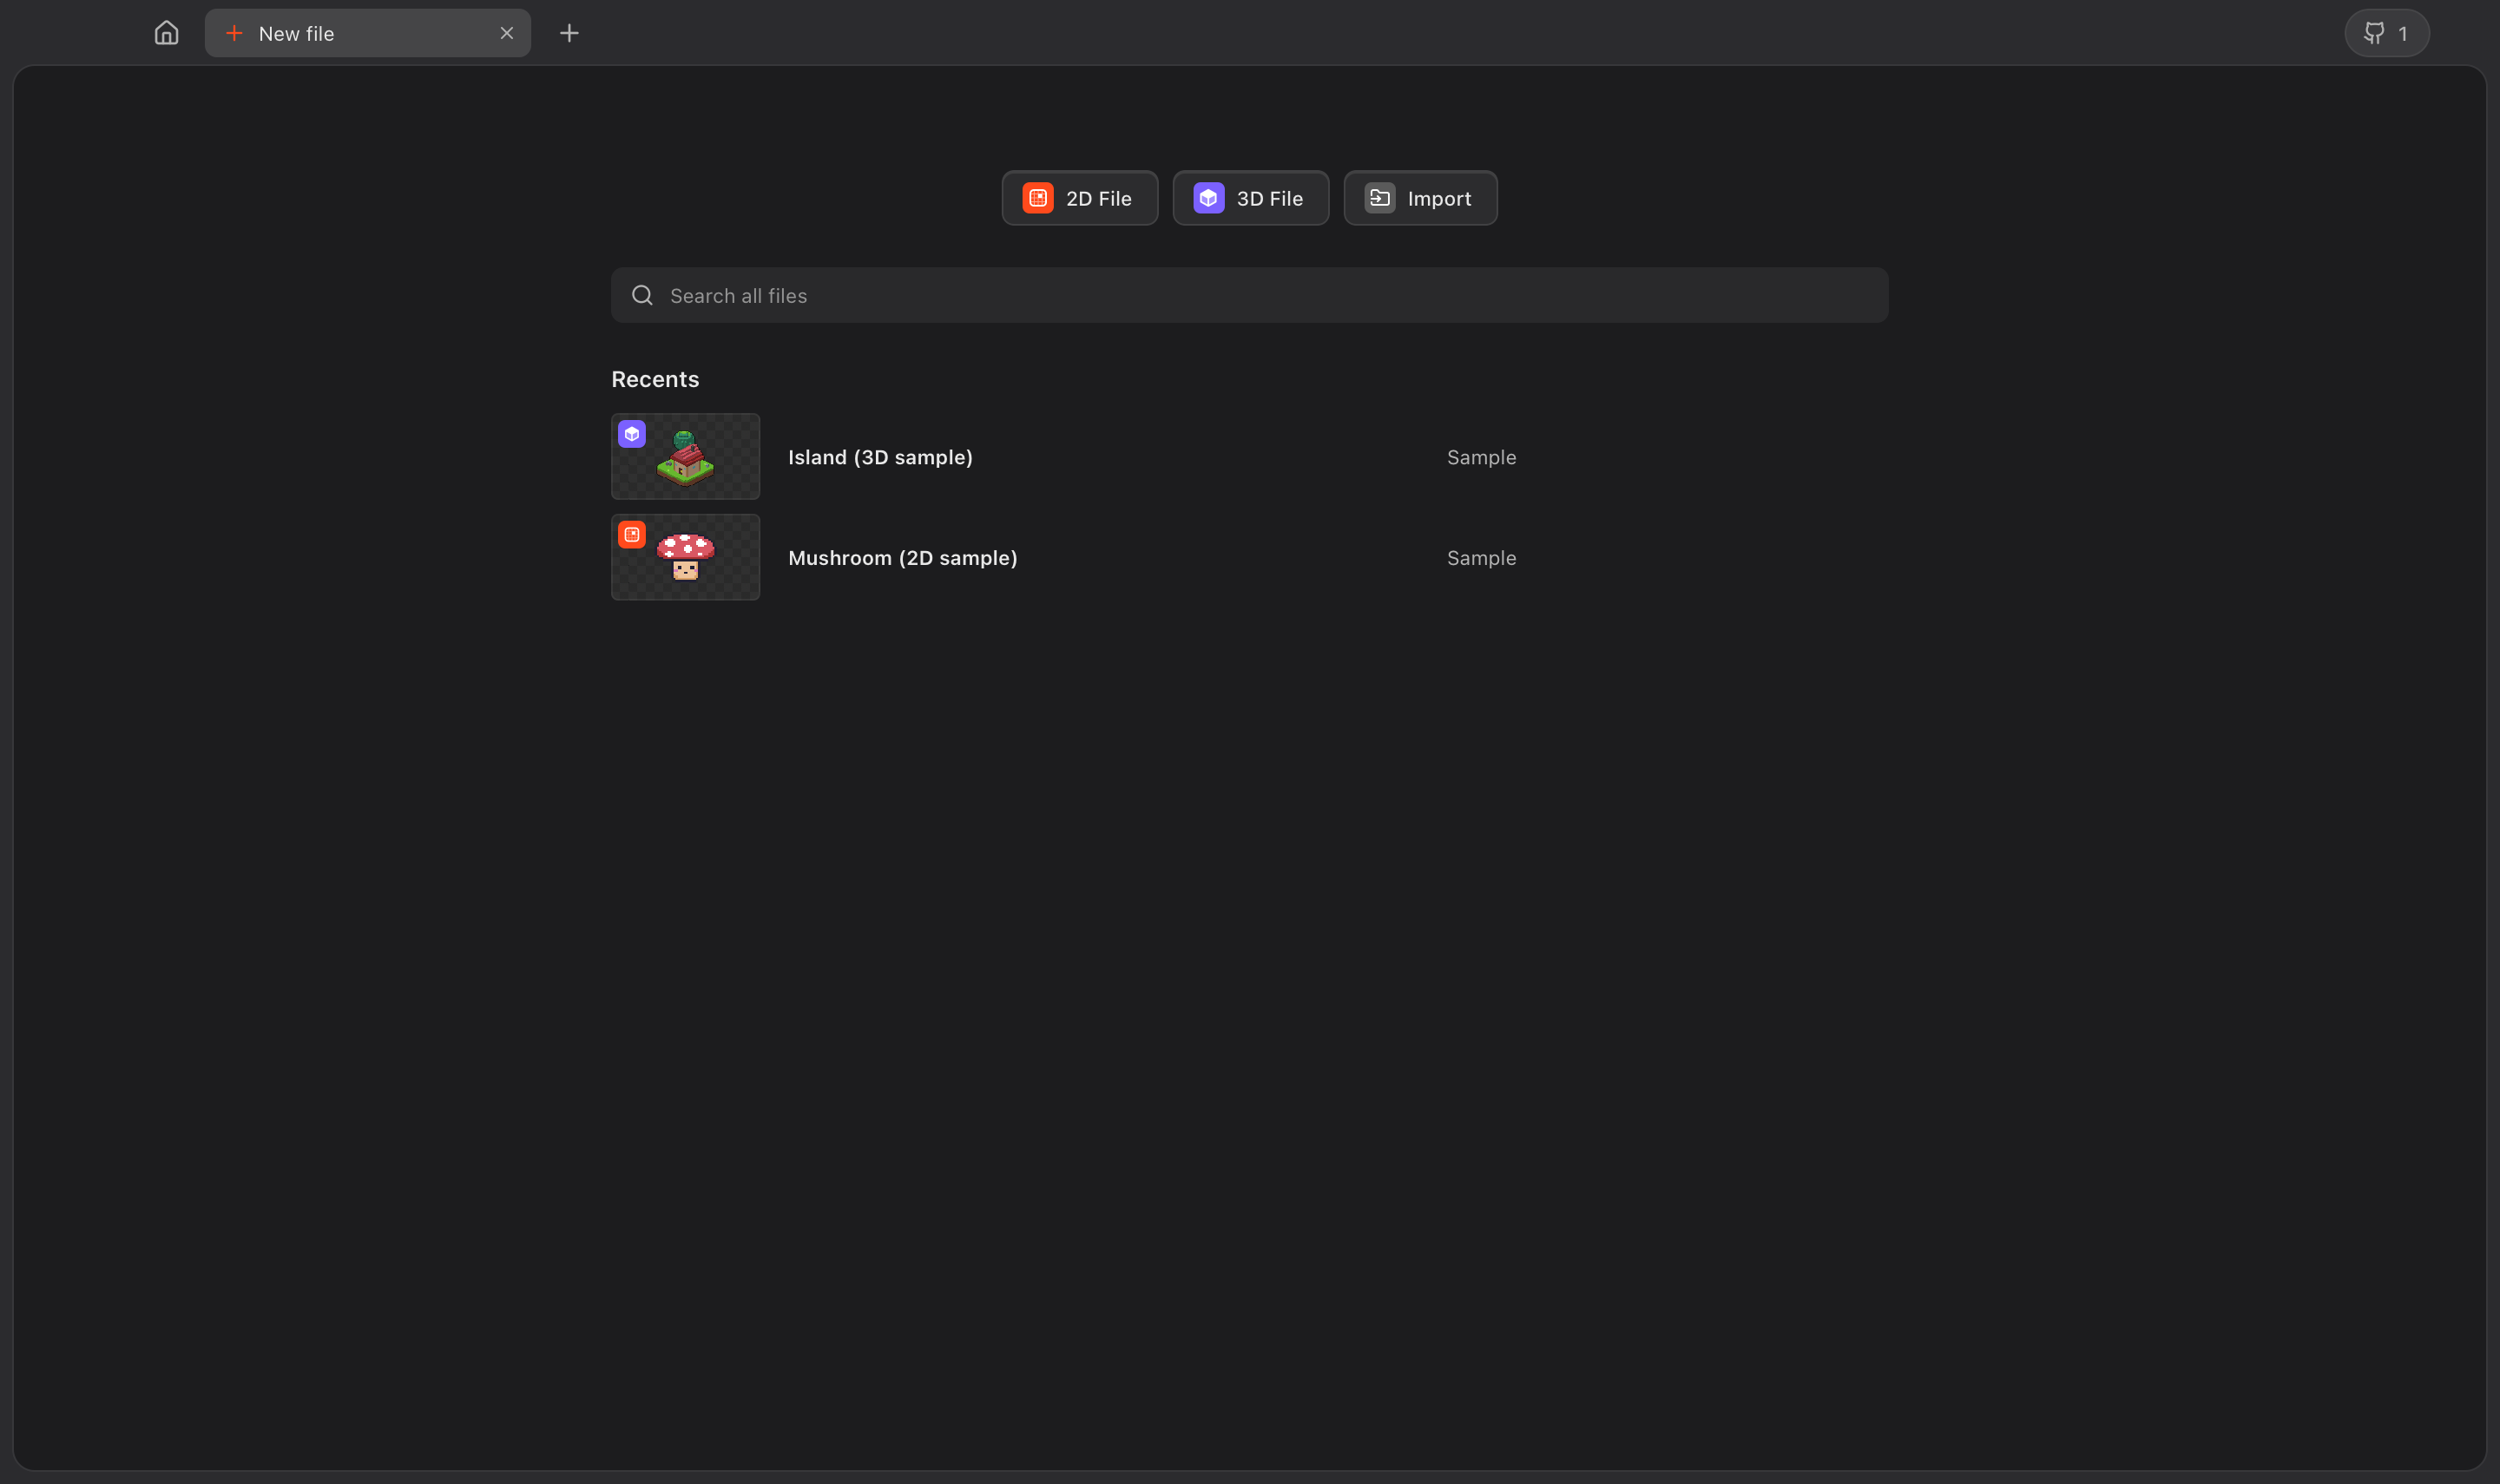 New file
1
2D File
3D File
Import
Search all files
Recents
Island (3D sample)
Sample
Mushroom (2D sample)
Sample